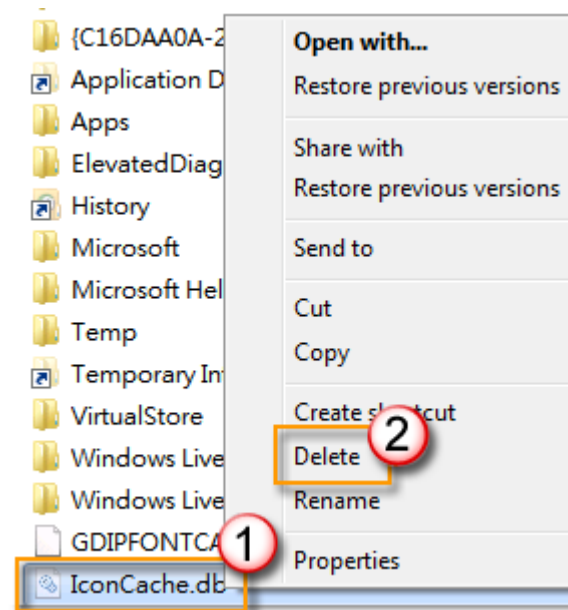 {C16DAA0A-2
Application D
Apps
ElevatedDiag
History
Microsoft
Microsoft Hel
Temp
Temporary In
VirtualStore
Windows Live
Windows Live
GDIPFONTCA
IconCache.db
1
Open with...
Restore previous versions
Share with
Restore previous versions
Send to
Cut
Copy
Create shortcut
2
Delete
Rename
Properties